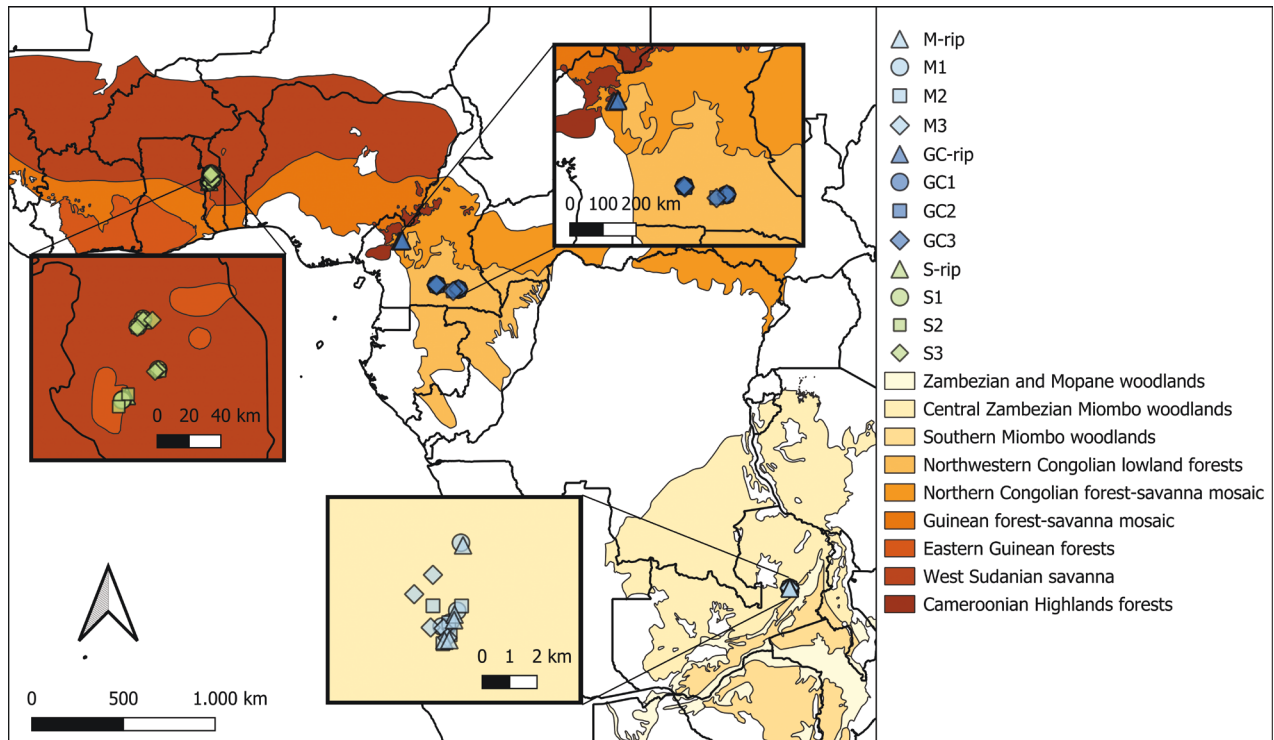 M-rip
M1
M2
M3
GC-rip
GC1
GC2
GC3
S-rip
S1
S2
S3
Zambezian and Mopane woodlands
Central Zambezian Miombo woodlands
Southern Miombo woodlands
Northwestern Congolian lowland forests
Northern Congolian forest-savanna mosaic
Guinean forest-savanna mosaic
Eastern Guinean forests
West Sudanian savanna
Cameroonian Highlands forests
0 100 200 km
0 20 40 km
0 1 2 km
0 500 1.000 km